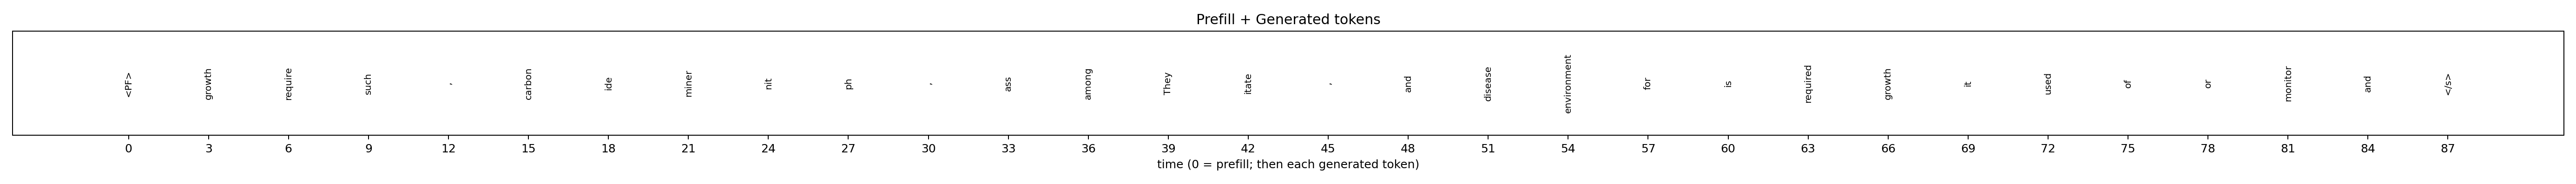 Prefill + Generated tokens
<PF> growth require such , carbon ide miner nit ph , ass among They itate , and disease environment for is required growth it used of or monitor and </s>
0 3 6 9 12 15 18 21 24 27 30 33 36 39 42 45 48 51 54 57 60 63 66 69 72 75 78 81 84 87
time (0 = prefill; then each generated token)